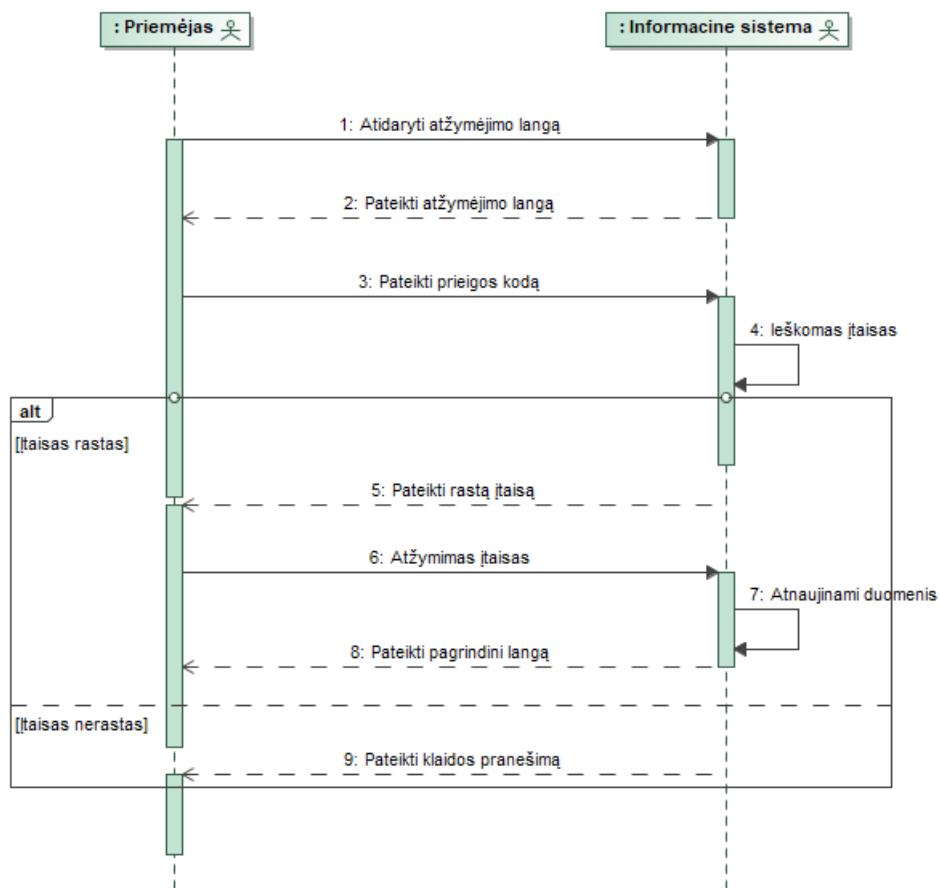 : Priemėjas
: Informacine sistema
1: Atidaryti atžymėjimo langą
2: Pateikti atžymėjimo langą
3: Pateikti prieigos kodą
4: Ieškomas įtaisas
alt
[Įtaisas rastas]
5: Pateikti rastą įtaisą
6: Atžymimas įtaisas
7: Atnaujinami duomenis
8: Pateikti pagrindini langą
[Įtaisas nerastas]
9: Pateikti klaidos pranešimą